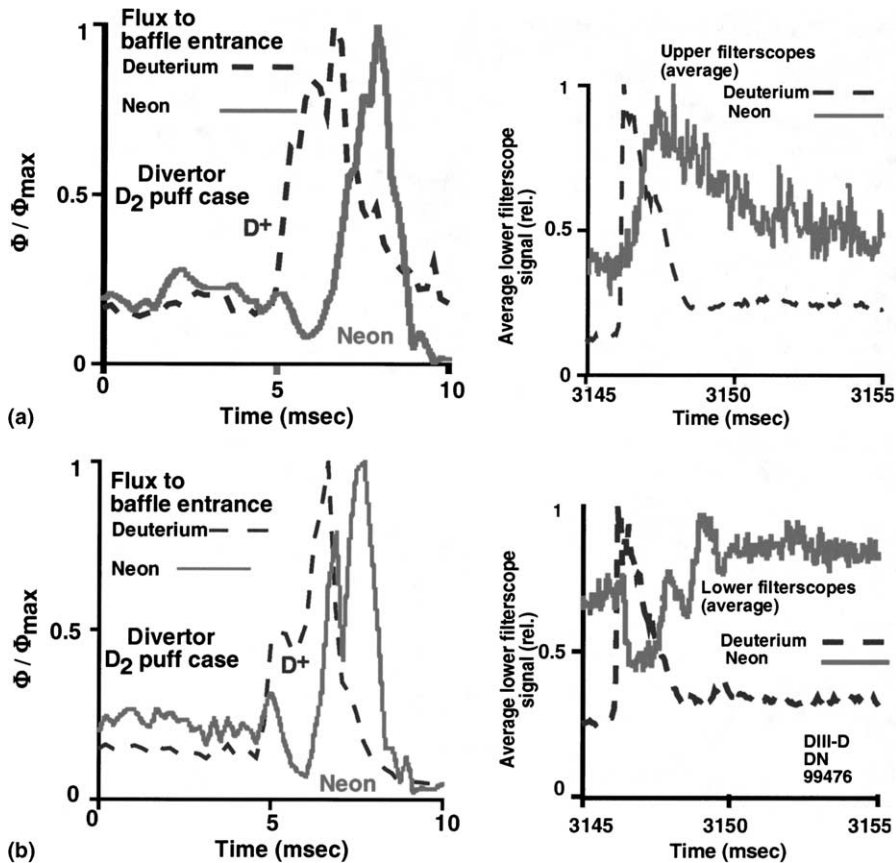 Flux to
baffle entrance
Deuterium
Neon
Divertor
D2 puff case
D+
Neon
Φ / Φmax
1
0.5
0
0
5
10
Time (msec)
(a)
Upper filterscopes
(average)
Deuterium
Neon
Average lower filterscope
signal (rel.)
1
0.5
0
3145
3150
3155
Time (msec)
Flux to
baffle entrance
Deuterium
Neon
Divertor
D2 puff case
D+
Neon
Φ / Φmax
1
0.5
0
0
5
10
Time (msec)
(b)
Lower filterscopes
(average)
Deuterium
Neon
DIII-D
DN
99476
Average lower filterscope
signal (rel.)
1
0.5
0
3145
3150
3155
Time (msec)